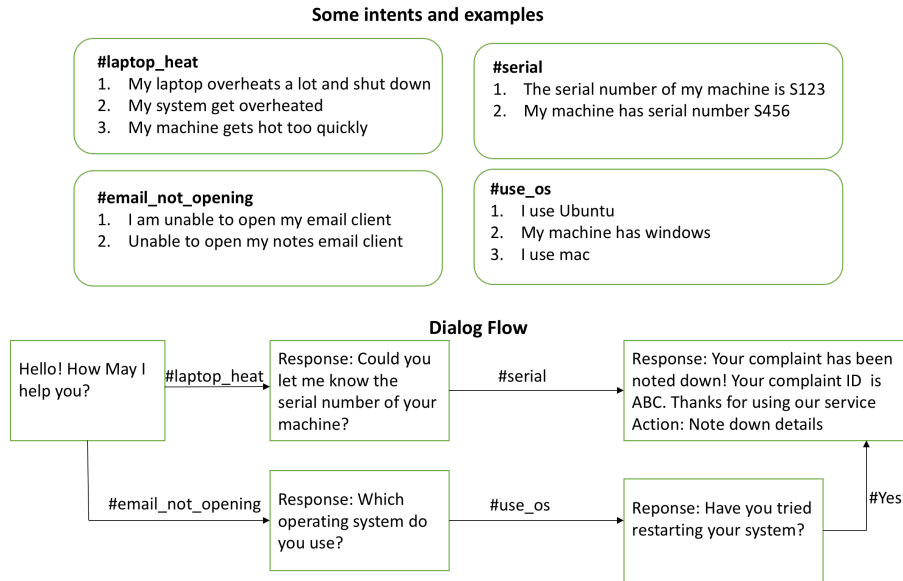 Some intents and examples
#laptop_heat
1. My laptop overheats a lot and shut down
2. My system get overheated
3. My machine gets hot too quickly
#serial
1. The serial number of my machine is S123
2. My machine has serial number S456
#email_not_opening
1. I am unable to open my email client
2. Unable to open my notes email client
#use_os
1. I use Ubuntu
2. My machine has windows
3. I use mac
Dialog Flow
Hello! How May I
help you?
#laptop_heat
Response: Could you
let me know the
serial number of your
machine?
#serial
Response: Your complaint has been
noted down! Your complaint ID is
ABC. Thanks for using our service
Action: Note down details
#email_not_opening
Response: Which
operating system do
you use?
#use_os
Reponse: Have you tried
restarting your system?
#Yes